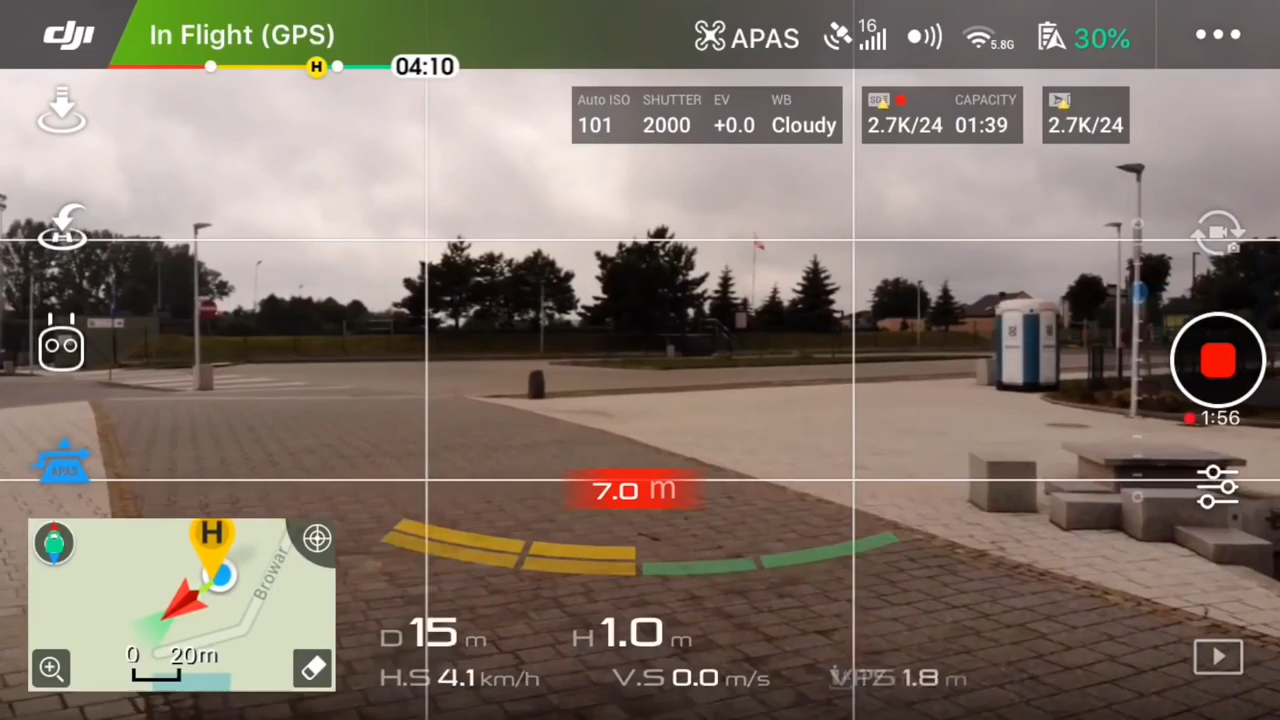 dji
In Flight (GPS)
APAS
16
5.8G
30%
H
04:10
Auto ISO SHUTTER EV WB
101 2000 +0.0 Cloudy
SD
CAPACITY
2.7K/24 01:39
2.7K/24
1:56
APAS
7.0 m
H
Browar
0 20m
D 15 m
H 1.0 m
H.S 4.1 km/h
V.S 0.0 m/s
1.8 m